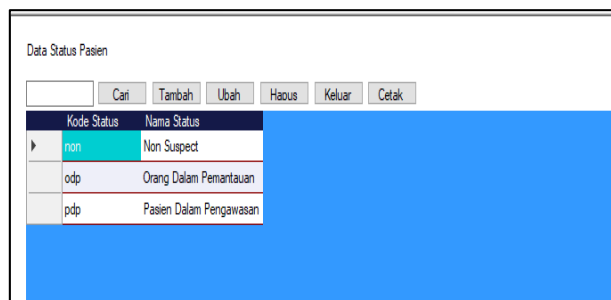 Data Status Pasien
Cari Tambah Ubah Hapus Keluar Cetak
Kode Status Nama Status
non Non Suspect
odp Orang Dalam Pemantauan
pdp Pasien Dalam Pengawasan